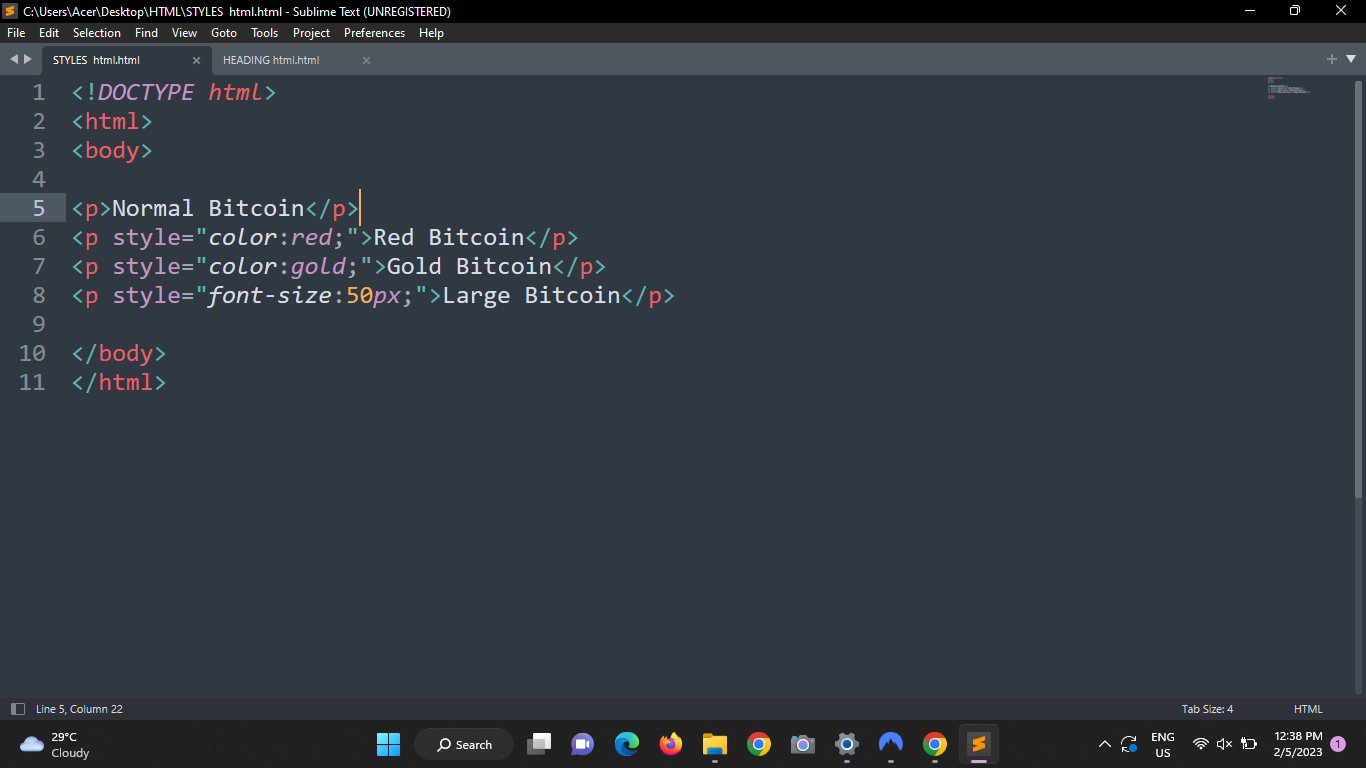 C:\Users\Acer\Desktop\HTML\STYLES  html.html - Sublime Text (UNREGISTERED)
File Edit Selection Find View Goto Tools Project Preferences Help
STYLES  html.html × HEADING html.html ×
1 <!DOCTYPE html>
2 <html>
3 <body>
4
5 <p>Normal Bitcoin</p>
6 <p style="color:red;">Red Bitcoin</p>
7 <p style="color:gold;">Gold Bitcoin</p>
8 <p style="font-size:50px;">Large Bitcoin</p>
9
10 </body>
11 </html>
Line 5, Column 22 Tab Size: 4 HTML
29°C
Cloudy
Search
ENG
US
12:38 PM
2/5/2023
1